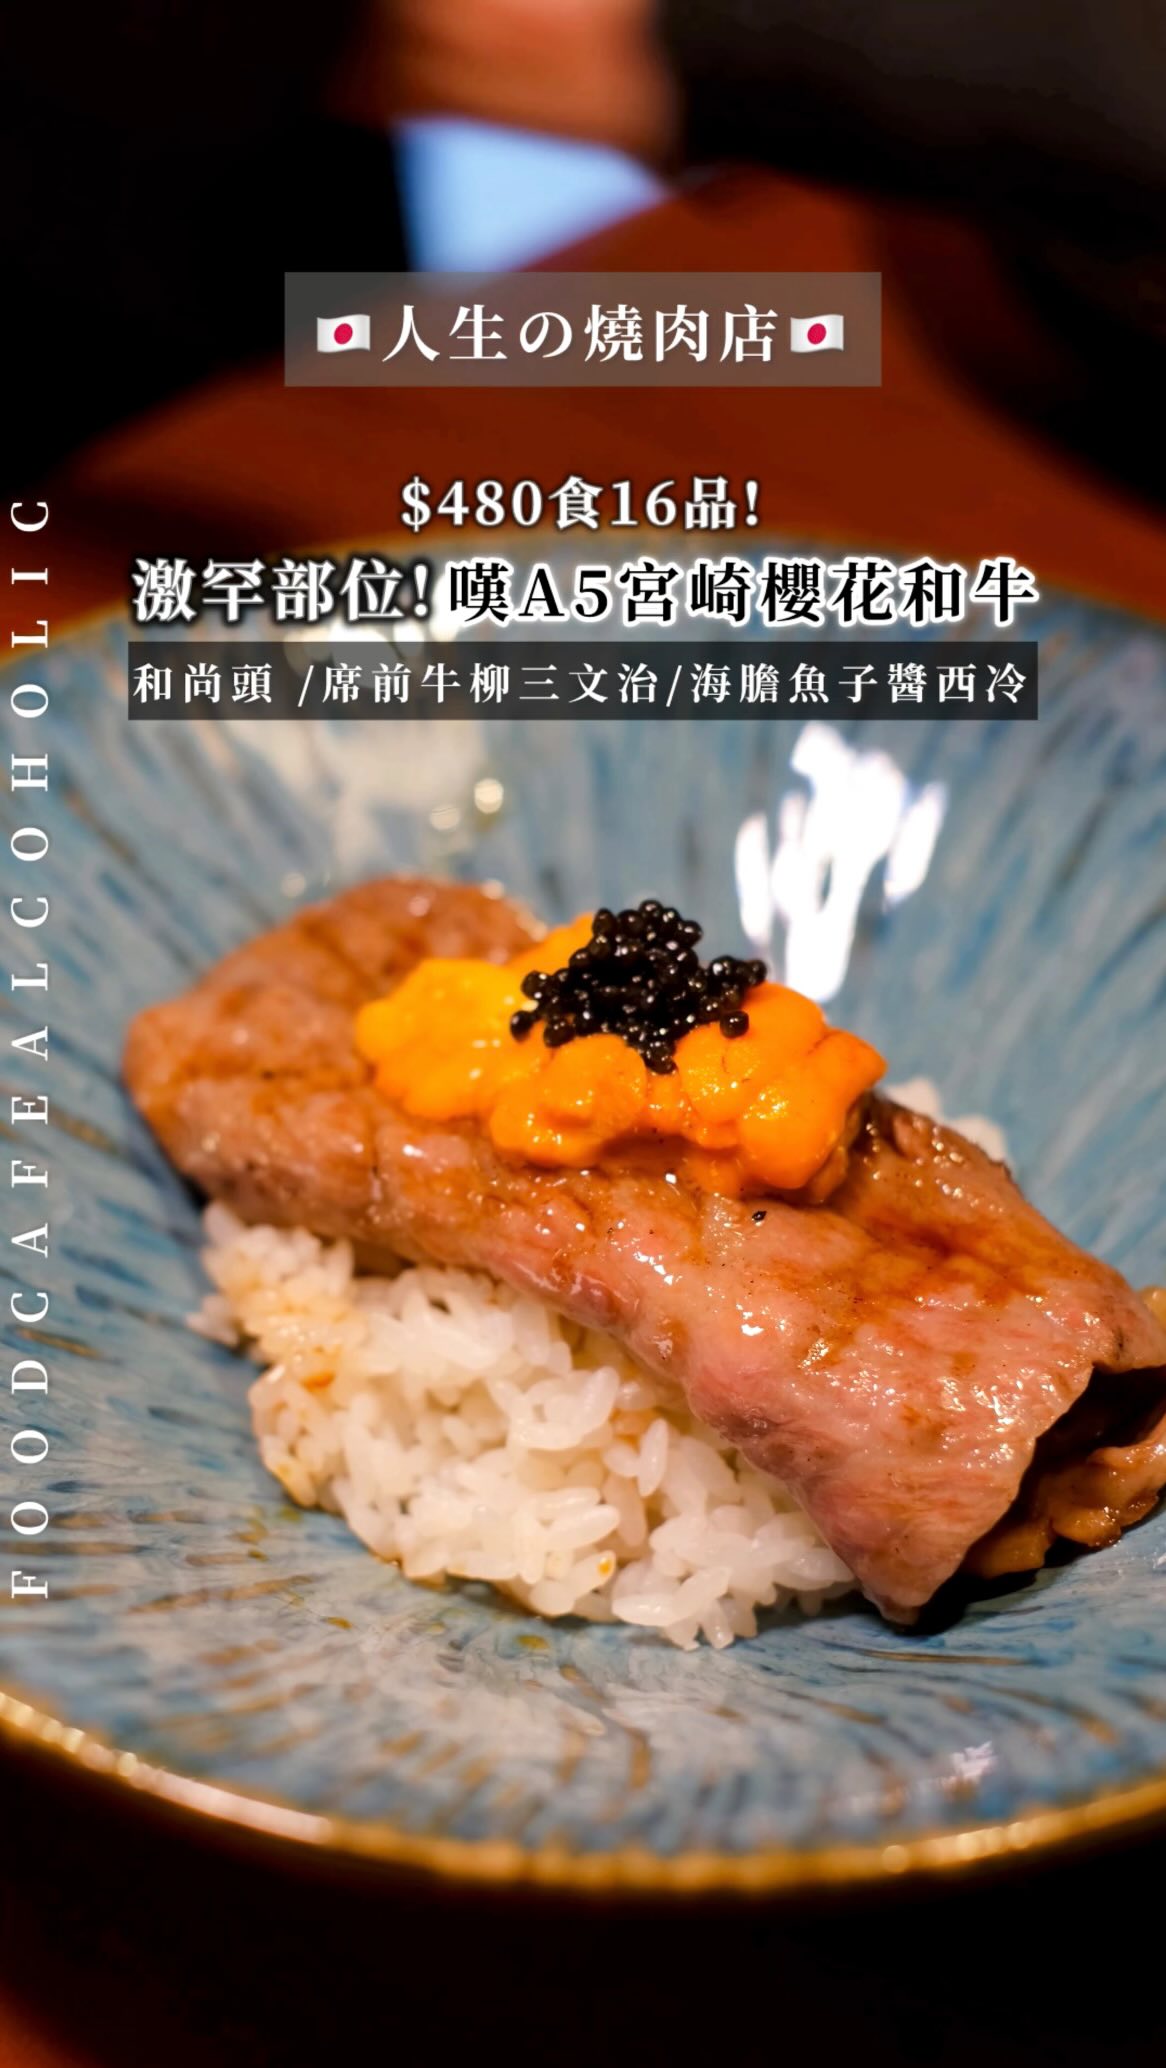 🇯🇵人生の燒肉店🇯🇵
$480食16品!
激罕部位!嘆A5宮崎櫻花和牛
和尚頭 /席前牛柳三文治/海膽魚子醬西冷
FOODCAFEALCOHOLIC